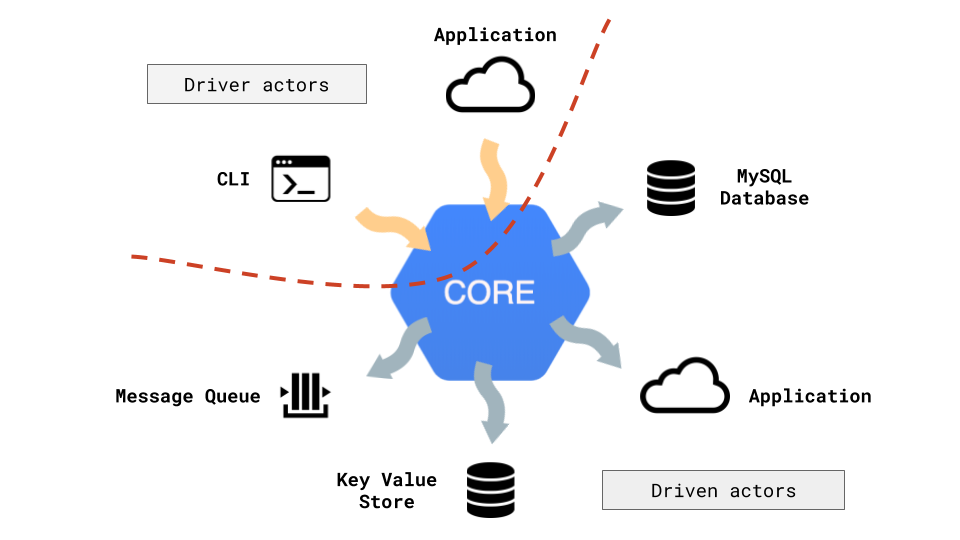 Application
Driver actors
CLI
MySQL
Database
CORE
Message Queue
Application
Key Value
Store
Driven actors